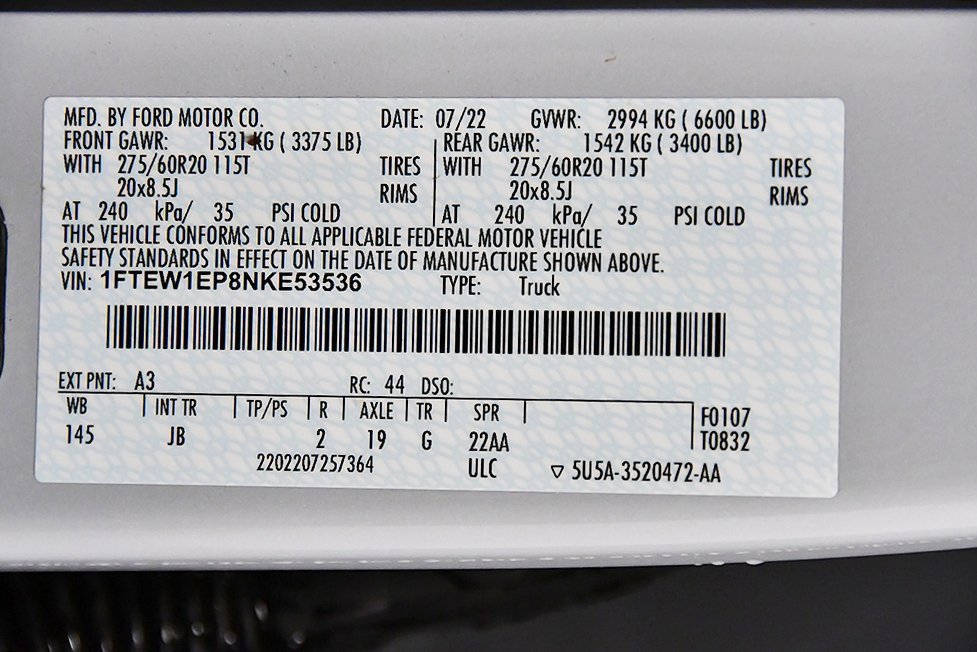 MFD. BY FORD MOTOR CO. DATE: 07/22 GVWR: 2994 KG ( 6600 LB)
FRONT GAWR: 1531 KG ( 3375 LB) REAR GAWR: 1542 KG ( 3400 LB)
WITH 275/60R20 115T TIRES WITH 275/60R20 115T TIRES
20x8.5J RIMS 20x8.5J RIMS
AT 240 kPa/ 35 PSI COLD AT 240 kPa/ 35 PSI COLD
THIS VEHICLE CONFORMS TO ALL APPLICABLE FEDERAL MOTOR VEHICLE
SAFETY STANDARDS IN EFFECT ON THE DATE OF MANUFACTURE SHOWN ABOVE.
VIN: 1FTEW1EP8NKE53536 TYPE: Truck
EXT PNT: A3 RC: 44 DSO:
WB INT TR TP/PS R AXLE TR SPR F0107
145 JB 2 19 G 22AA T0832
2202207257364 ULC ▽ 5U5A-3520472-AA